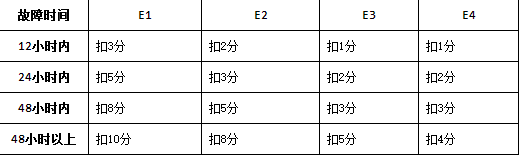 故障时间 E1 E2 E3 E4
12小时内 扣3分 扣2分 扣1分 扣1分
24小时内 扣5分 扣3分 扣2分 扣2分
48小时内 扣8分 扣5分 扣3分 扣3分
48小时以上 扣10分 扣8分 扣5分 扣4分